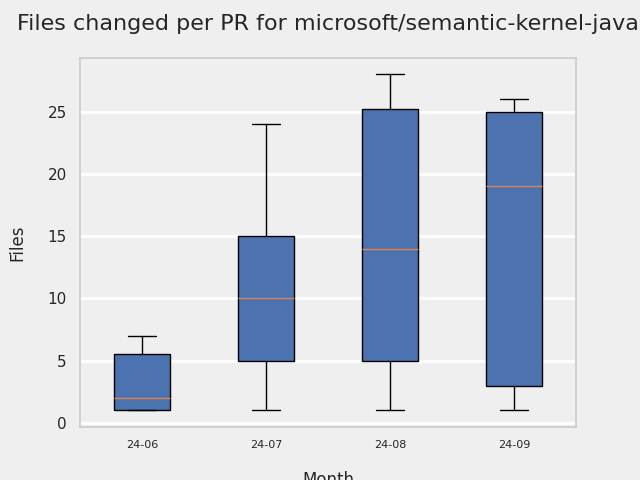 Files changed per PR for microsoft/semantic-kernel-java
25
20
15
10
5
0
Files
24-06 24-07 24-08 24-09
Month